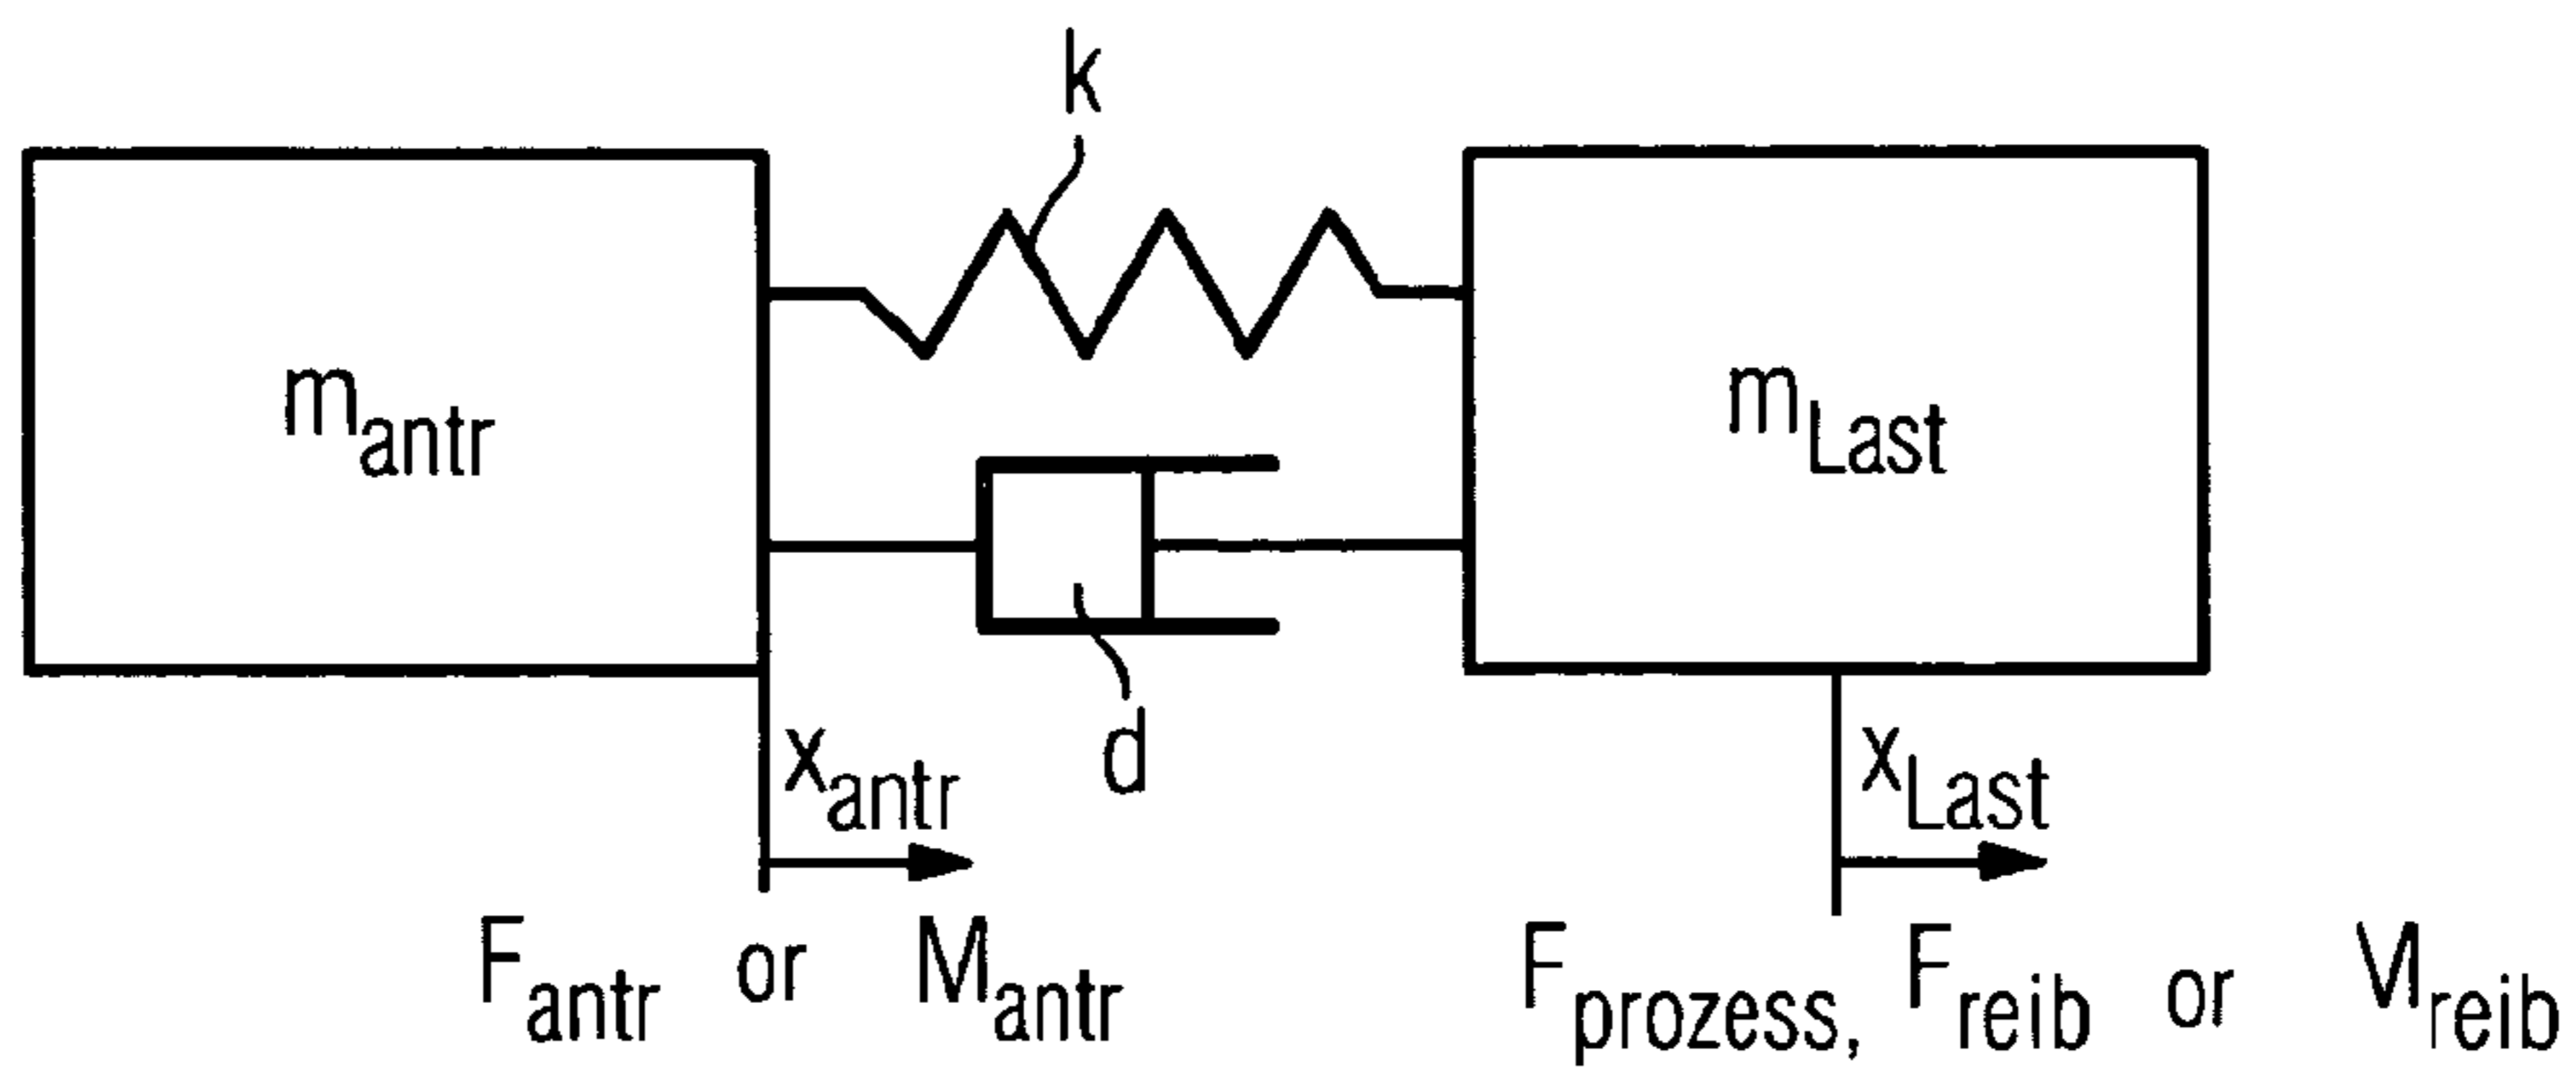 k
m_antr
m_Last
d
x_antr
x_Last
F_antr or M_antr
F_prozess, F_reib or M_reib